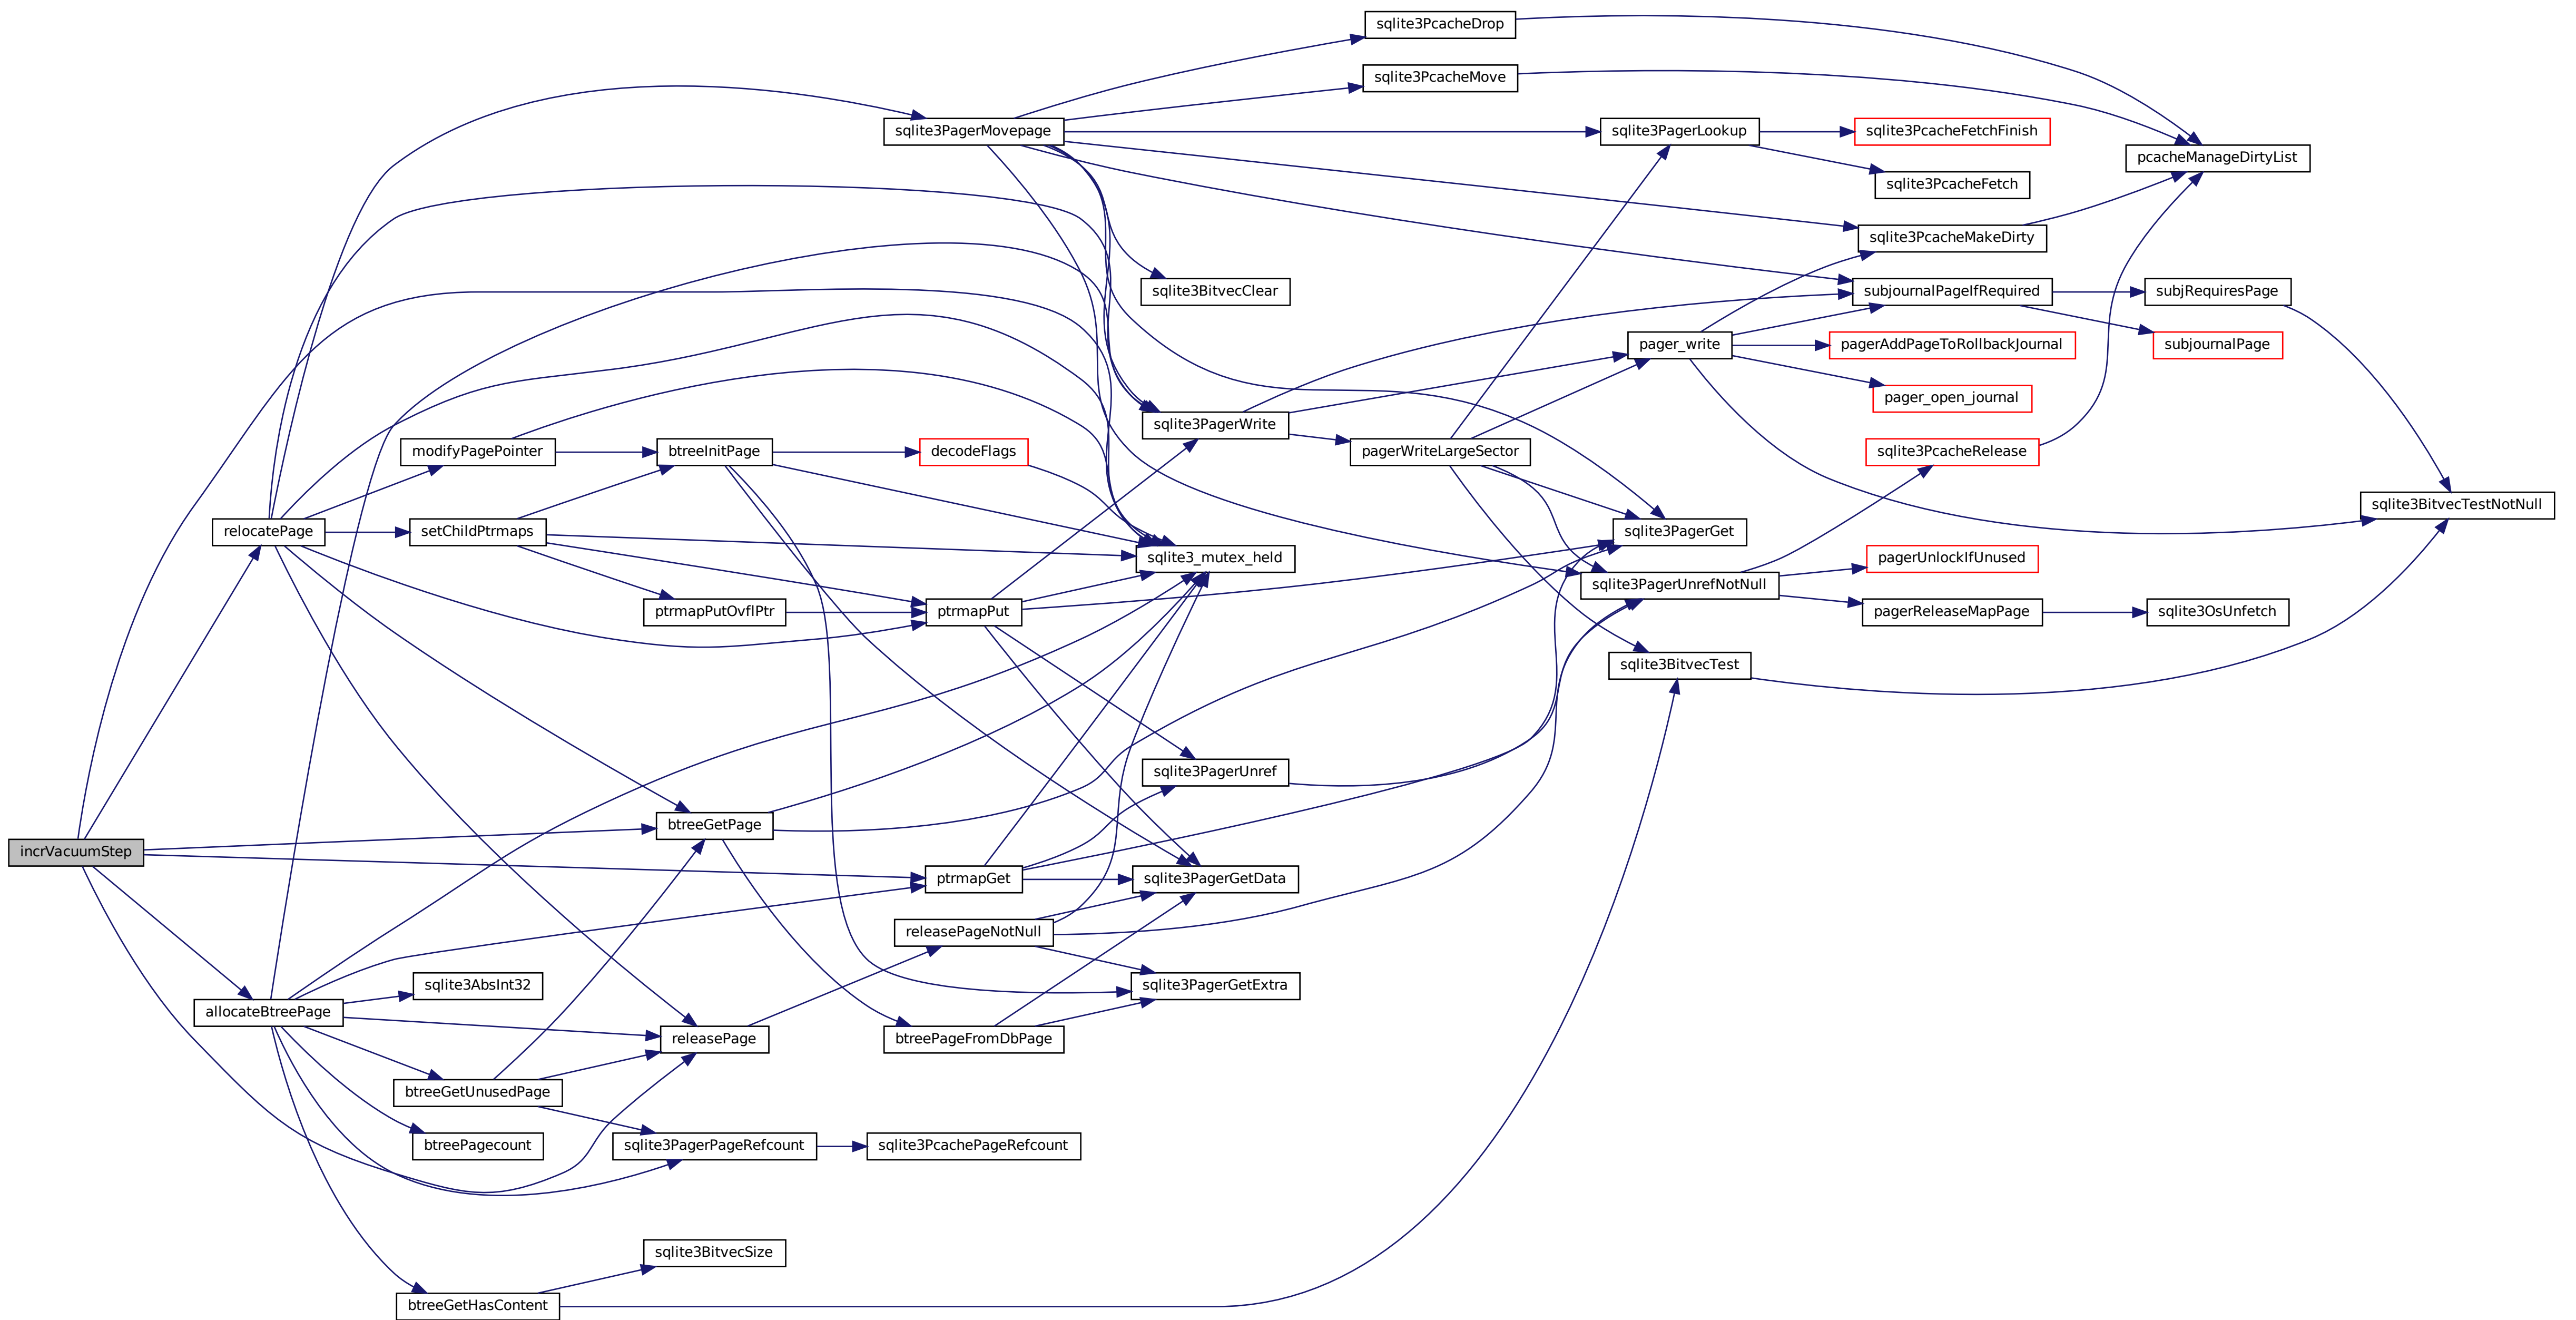 sqlite3PcacheDrop
sqlite3PcacheMove
sqlite3PagerMovepage
sqlite3PagerLookup
sqlite3PcacheFetchFinish
pcacheManageDirtyList
sqlite3PcacheFetch
sqlite3PcacheMakeDirty
sqlite3BitvecClear
subjournalPageIfRequired
subjRequiresPage
pager_write
pagerAddPageToRollbackJournal
subjournalPage
pager_open_journal
sqlite3PagerWrite
modifyPagePointer
btreeInitPage
decodeFlags
pagerWriteLargeSector
sqlite3PcacheRelease
sqlite3BitvecTestNotNull
relocatePage
setChildPtrmaps
sqlite3PagerGet
sqlite3_mutex_held
pagerUnlockIfUnused
sqlite3PagerUnrefNotNull
ptrmapPutOvflPtr
ptrmapPut
pagerReleaseMapPage
sqlite3OsUnfetch
sqlite3BitvecTest
sqlite3PagerUnref
btreeGetPage
incrVacuumStep
ptrmapGet
sqlite3PagerGetData
releasePageNotNull
sqlite3AbsInt32
sqlite3PagerGetExtra
allocateBtreePage
releasePage
btreePageFromDbPage
btreeGetUnusedPage
btreePagecount
sqlite3PagerPageRefcount
sqlite3PcachePageRefcount
sqlite3BitvecSize
btreeGetHasContent